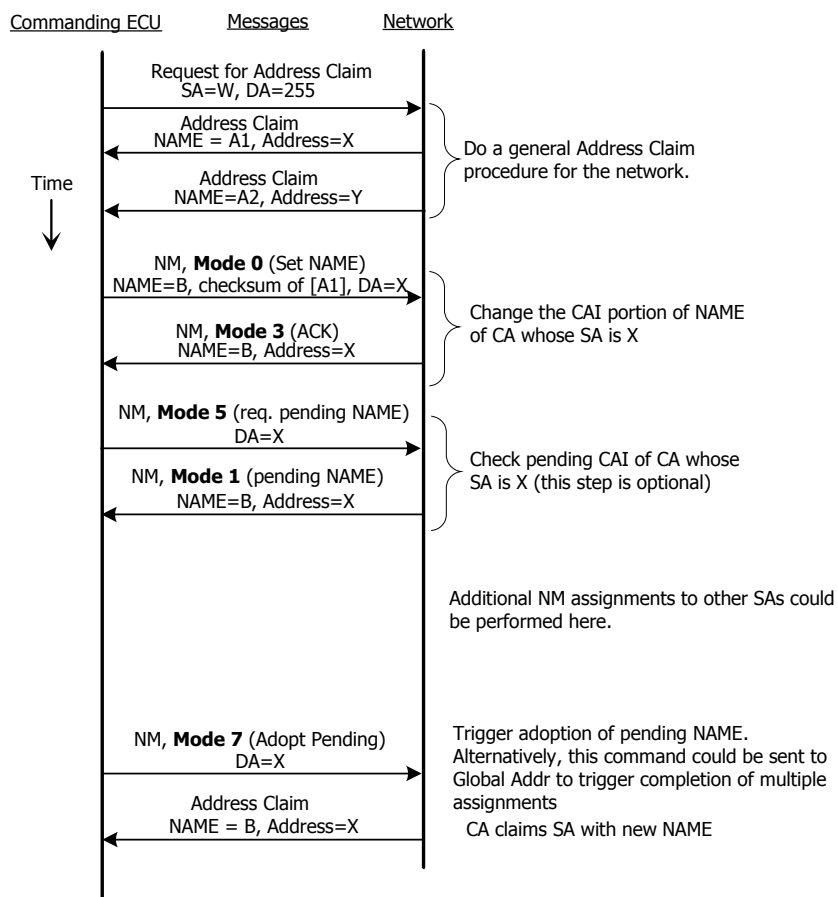 Commanding ECU Messages Network
Request for Address Claim
SA=W, DA=255
Address Claim
NAME = A1, Address=X
Do a general Address Claim
procedure for the network.
Time
Address Claim
NAME=A2, Address=Y
NM, Mode 0 (Set NAME)
NAME=B, checksum of [A1], DA=X
Change the CAI portion of NAME
of CA whose SA is X
NM, Mode 3 (ACK)
NAME=B, Address=X
NM, Mode 5 (req. pending NAME)
DA=X
Check pending CAI of CA whose
SA is X (this step is optional)
NM, Mode 1 (pending NAME)
NAME=B, Address=X
Additional NM assignments to other SAs could
be performed here.
NM, Mode 7 (Adopt Pending)
DA=X
Trigger adoption of pending NAME.
Alternatively, this command could be sent to
Global Addr to trigger completion of multiple
assignments
Address Claim
NAME = B, Address=X
CA claims SA with new NAME